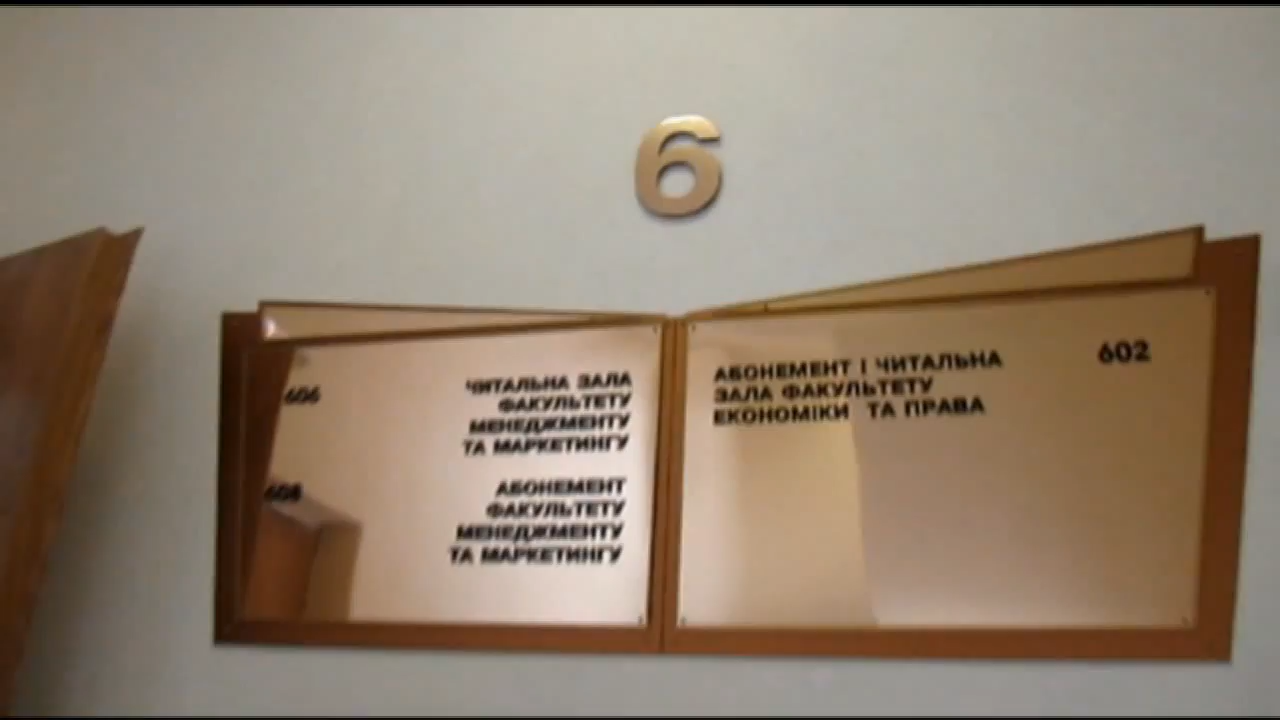 6
606 ЧИТАЛЬНА ЗАЛА
ФАКУЛЬТЕТУ
МЕНЕДЖМЕНТУ
ТА МАРКЕТИНГУ
608 АБОНЕМЕНТ
ФАКУЛЬТЕТУ
МЕНЕДЖМЕНТУ
ТА МАРКЕТИНГУ
АБОНЕМЕНТ І ЧИТАЛЬНА 602
ЗАЛА ФАКУЛЬТЕТУ
ЕКОНОМІКИ ТА ПРАВА